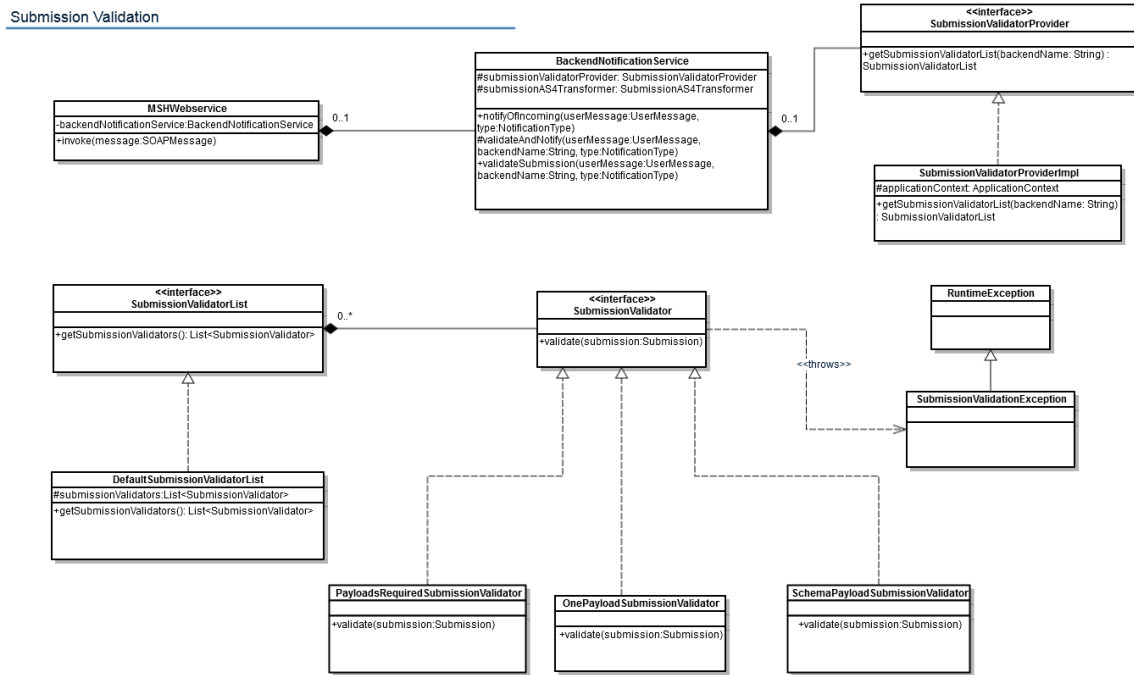 Submission Validation
<<interface>>
SubmissionValidatorProvider
+getSubmissionValidatorList(backendName: String) :
SubmissionValidatorList
BackendNotificationService
#submissionValidatorProvider: SubmissionValidatorProvider
#submissionAS4Transformer: SubmissionAS4Transformer
+notifyOfIncoming(userMessage:UserMessage,
type:NotificationType)
#validateAndNotify(userMessage:UserMessage,
backendName:String, type:NotificationType)
+validateSubmission(userMessage:UserMessage,
backendName:String, type:NotificationType)
0..1
MSHWebservice
-backendNotificationService:BackendNotificationService
+invoke(message:SOAPMessage)
0..1
SubmissionValidatorProviderImpl
#applicationContext: ApplicationContext
+getSubmissionValidatorList(backendName: String)
: SubmissionValidatorList
<<interface>>
SubmissionValidatorList
+getSubmissionValidators(): List<SubmissionValidator>
0..*
<<interface>>
SubmissionValidator
+validate(submission:Submission)
RuntimeException
<<throws>>
SubmissionValidationException
DefaultSubmissionValidatorList
#submissionValidators:List<SubmissionValidator>
+getSubmissionValidators(): List<SubmissionValidator>
PayloadsRequiredSubmissionValidator
+validate(submission:Submission)
OnePayloadSubmissionValidator
+validate(submission:Submission)
SchemaPayloadSubmissionValidator
+validate(submission:Submission)